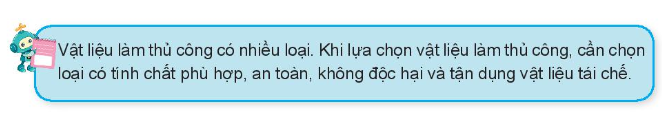 Vật liệu làm thủ công có nhiều loại. Khi lựa chọn vật liệu làm thủ công, cần chọn
loại có tính chất phù hợp, an toàn, không độc hại và tận dụng vật liệu tái chế.